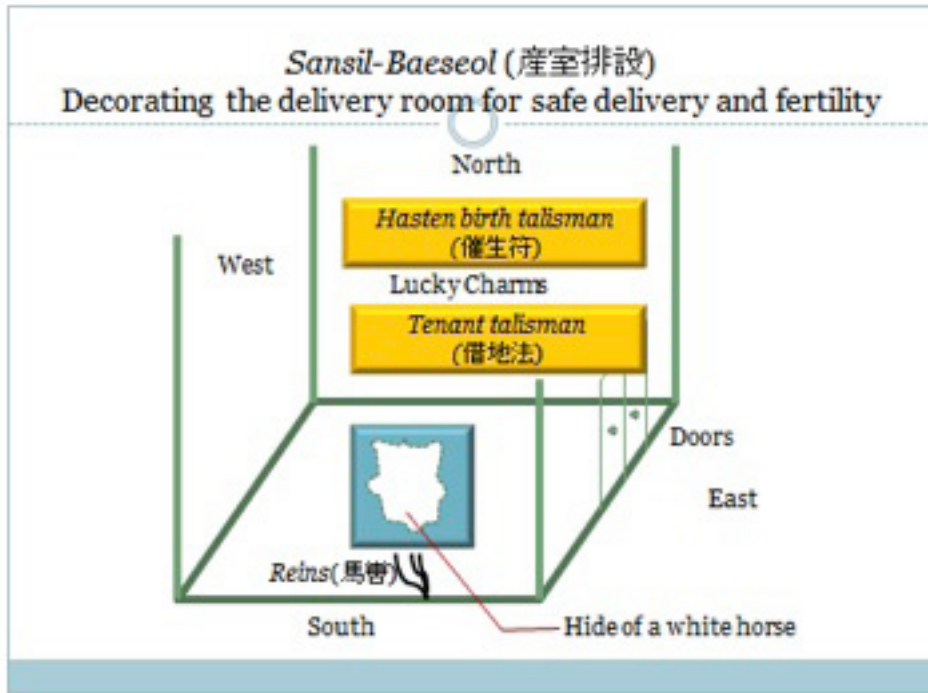 Sansil-Baeseol (産室排設)
Decorating the delivery room for safe delivery and fertility
North
Hasten birth talisman
(催生符)
West
Lucky Charms
Tenant talisman
(借地法)
Doors
East
Reins(馬轡)
South
Hide of a white horse